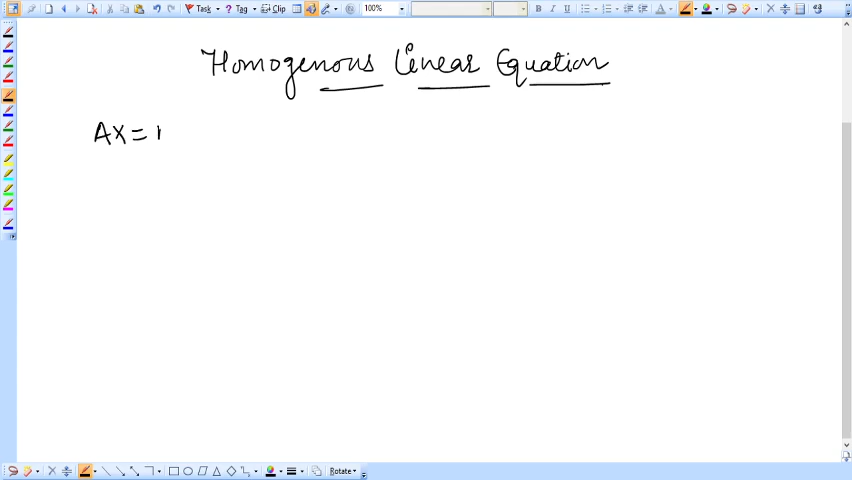 Task
? Tag
Clip
100%
B I U
A
Homogenous Linear Equation
AX =
Rotate